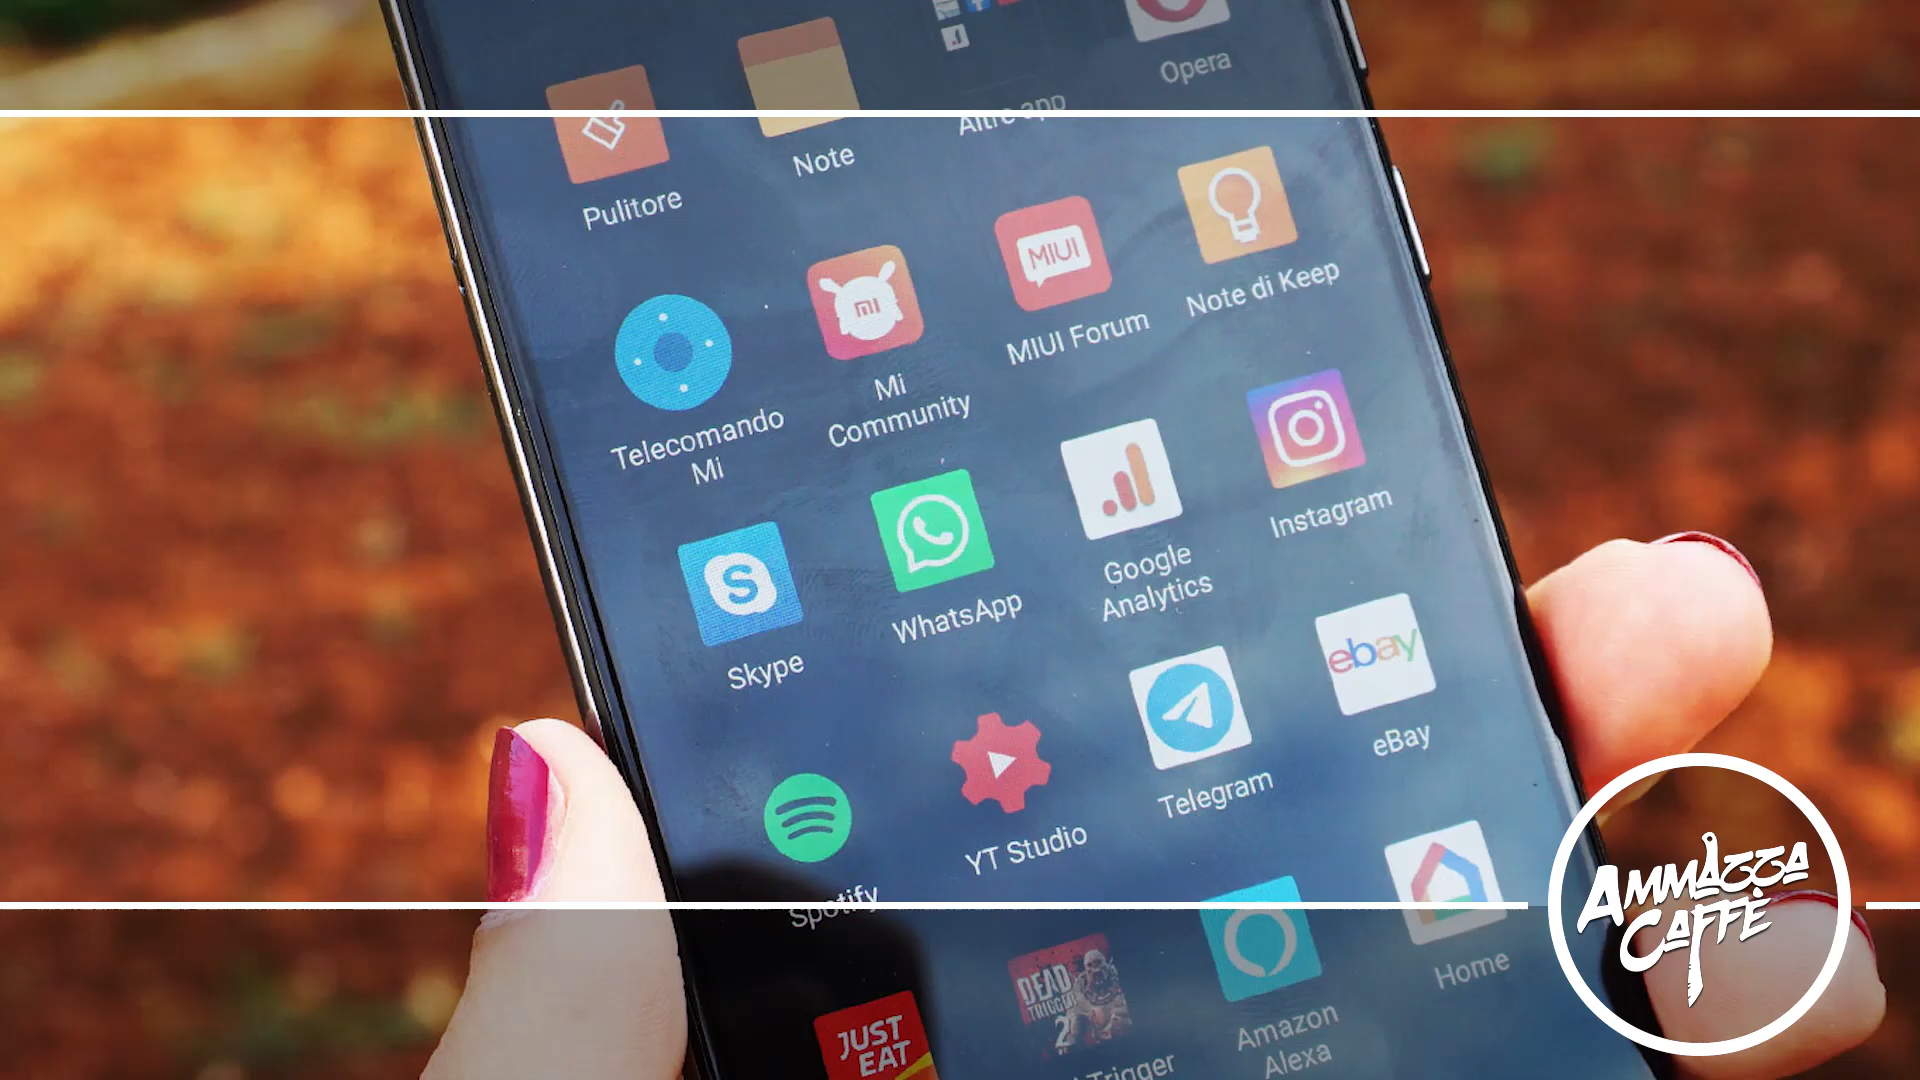 Opera
Altre app
Note
Pulitore
Note di Keep
MIUI
MIUI Forum
mi
Mi
Community
Telecomando
Mi
Instagram
Google
Analytics
WhatsApp
S
Skype
ebay
eBay
Telegram
YT Studio
Spotify
Home
Amazon
Alexa
DEAD
TRIGGER
2
Trigger
JUST
EAT
AMMAZZA
CAFFÈ